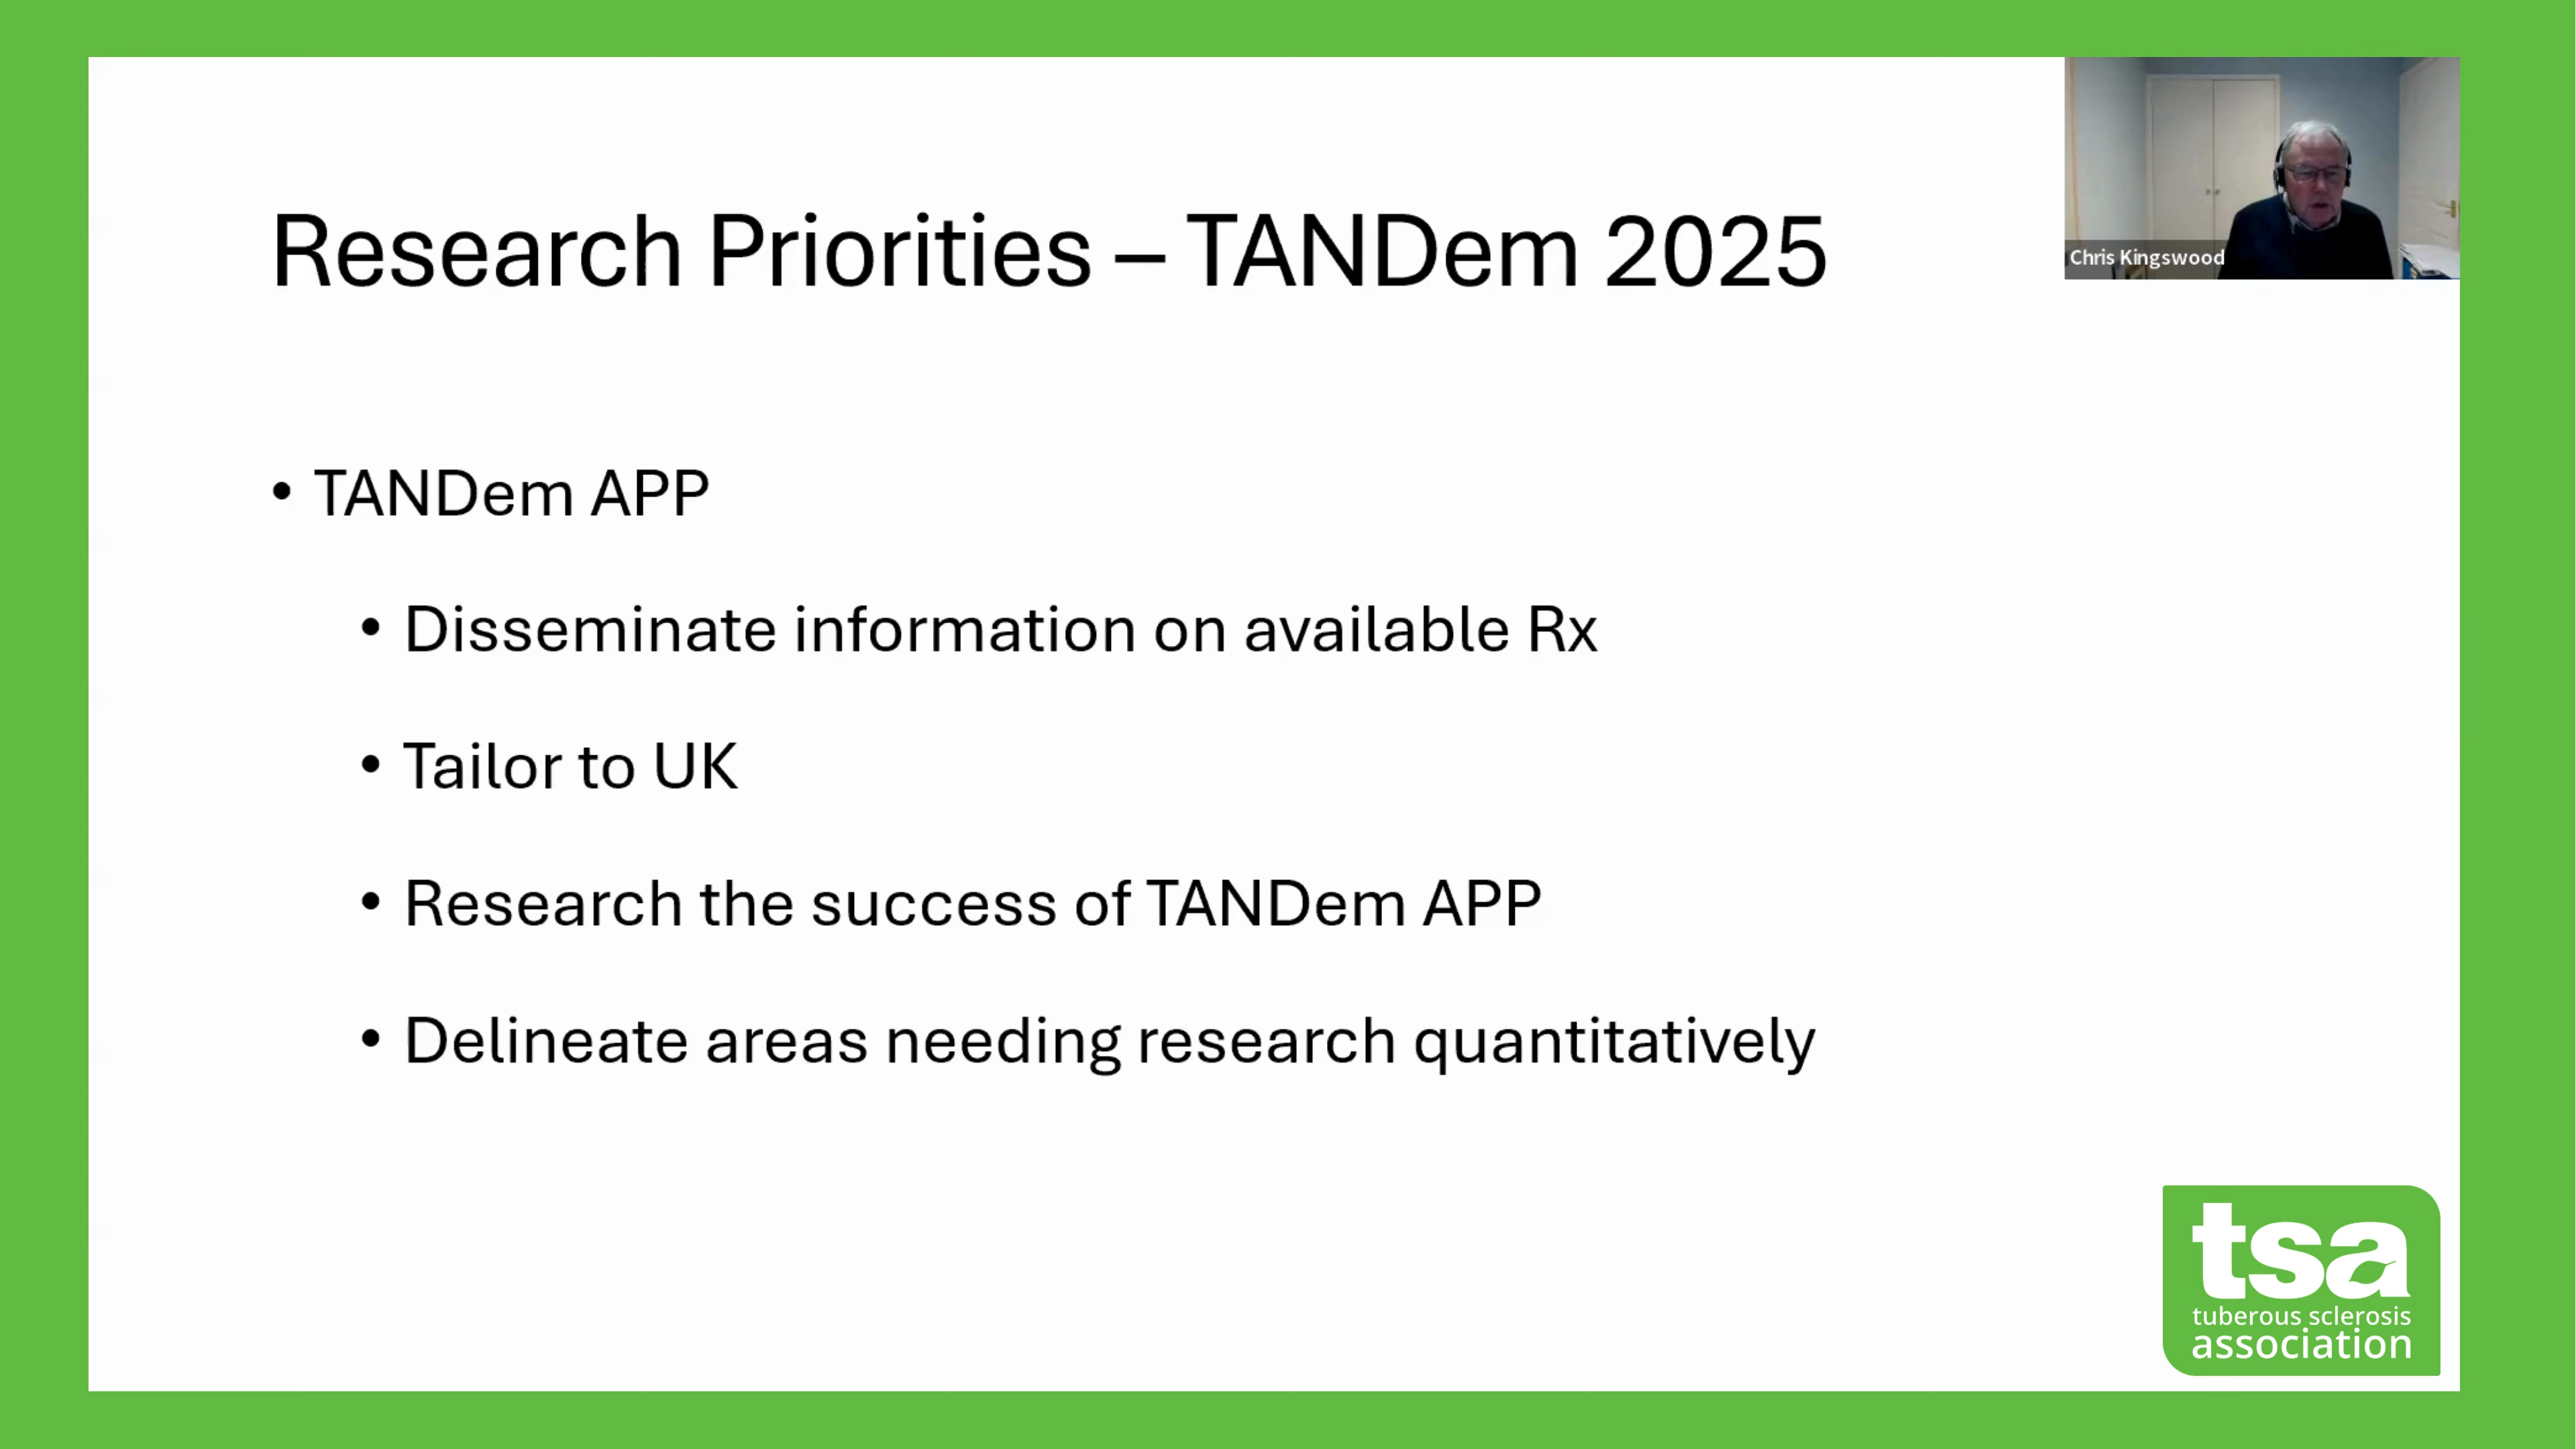 Research Priorities – TANDem 2025
Chris Kingswood
• TANDem APP
• Disseminate information on available Rx
• Tailor to UK
• Research the success of TANDem APP
• Delineate areas needing research quantitatively
tsa
tuberous sclerosis
association